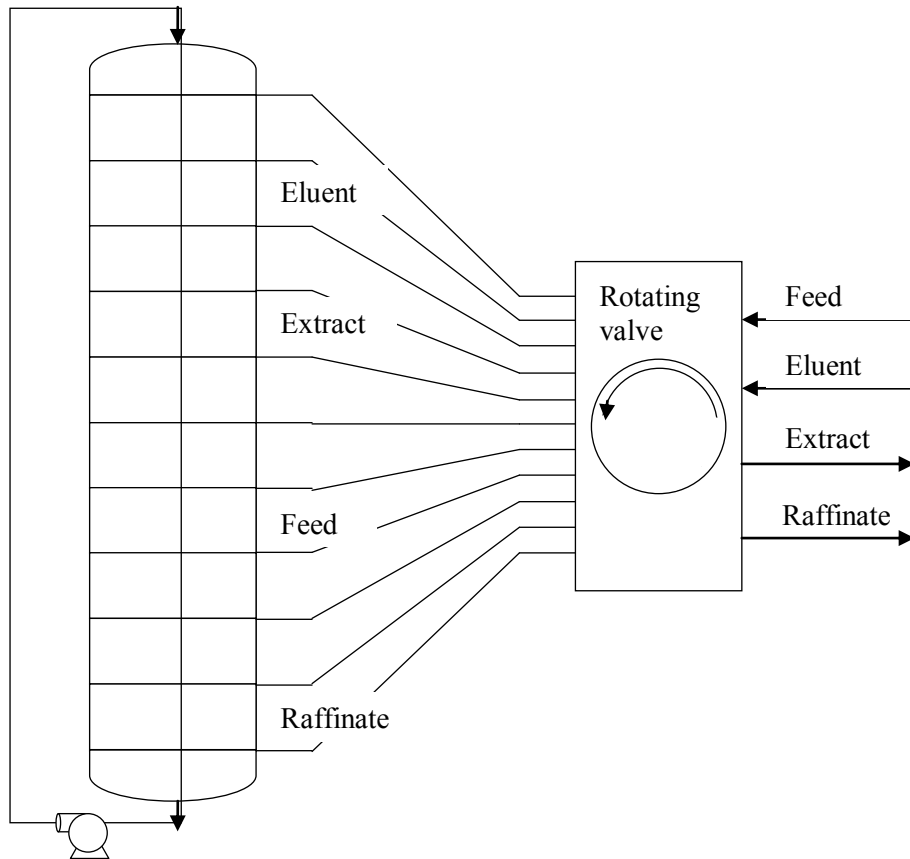 Eluent
Extract
Feed
Raffinate
Rotating
valve
Feed
Eluent
Extract
Raffinate